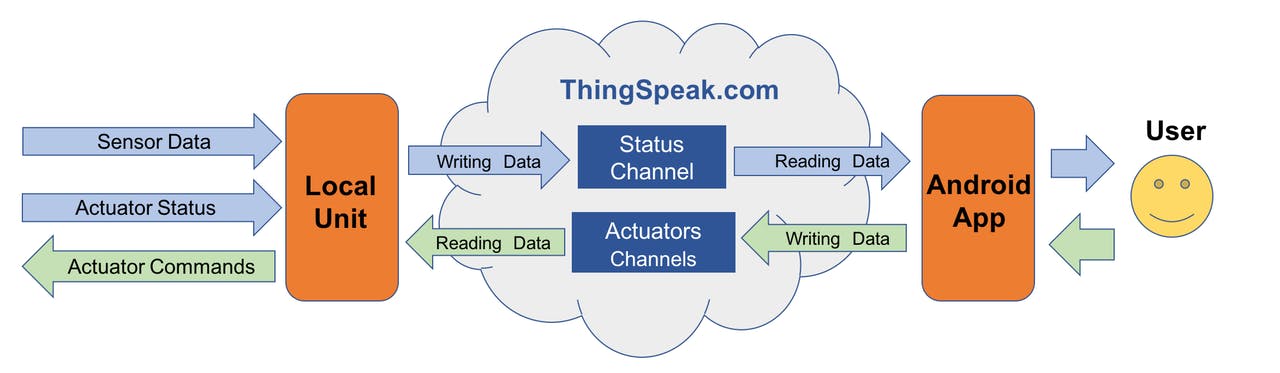 ThingSpeak.com
User
Sensor Data
Actuator Status
Actuator Commands
Local
Unit
Writing Data
Status
Channel
Reading Data
Reading Data
Actuators
Channels
Writing Data
Android
App